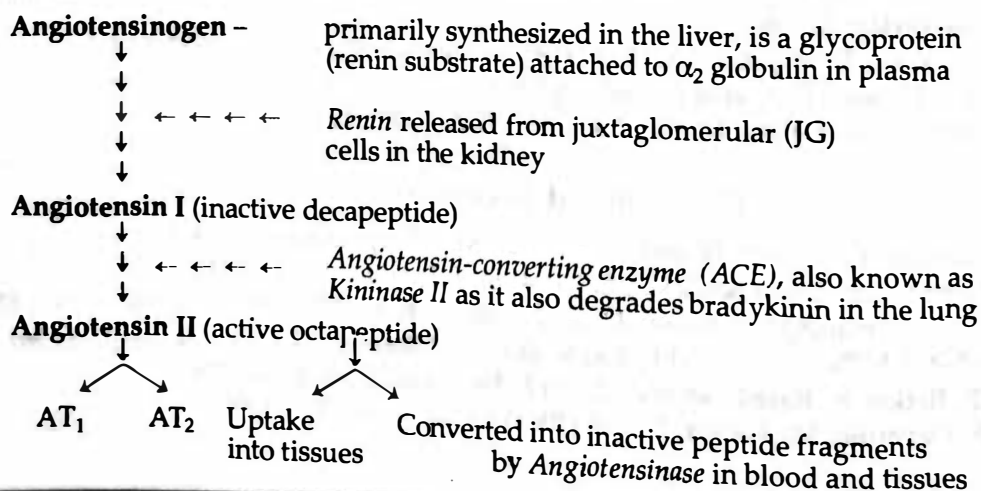 Angiotensinogen – primarily synthesized in the liver, is a glycoprotein
(renin substrate) attached to α₂ globulin in plasma
Renin released from juxtaglomerular (JG)
cells in the kidney
Angiotensin I (inactive decapeptide)
Angiotensin-converting enzyme (ACE), also known as
Kininase II as it also degrades bradykinin in the lung
Angiotensin II (active octapeptide)
AT₁ AT₂ Uptake
into tissues
Converted into inactive peptide fragments
by Angiotensinase in blood and tissues